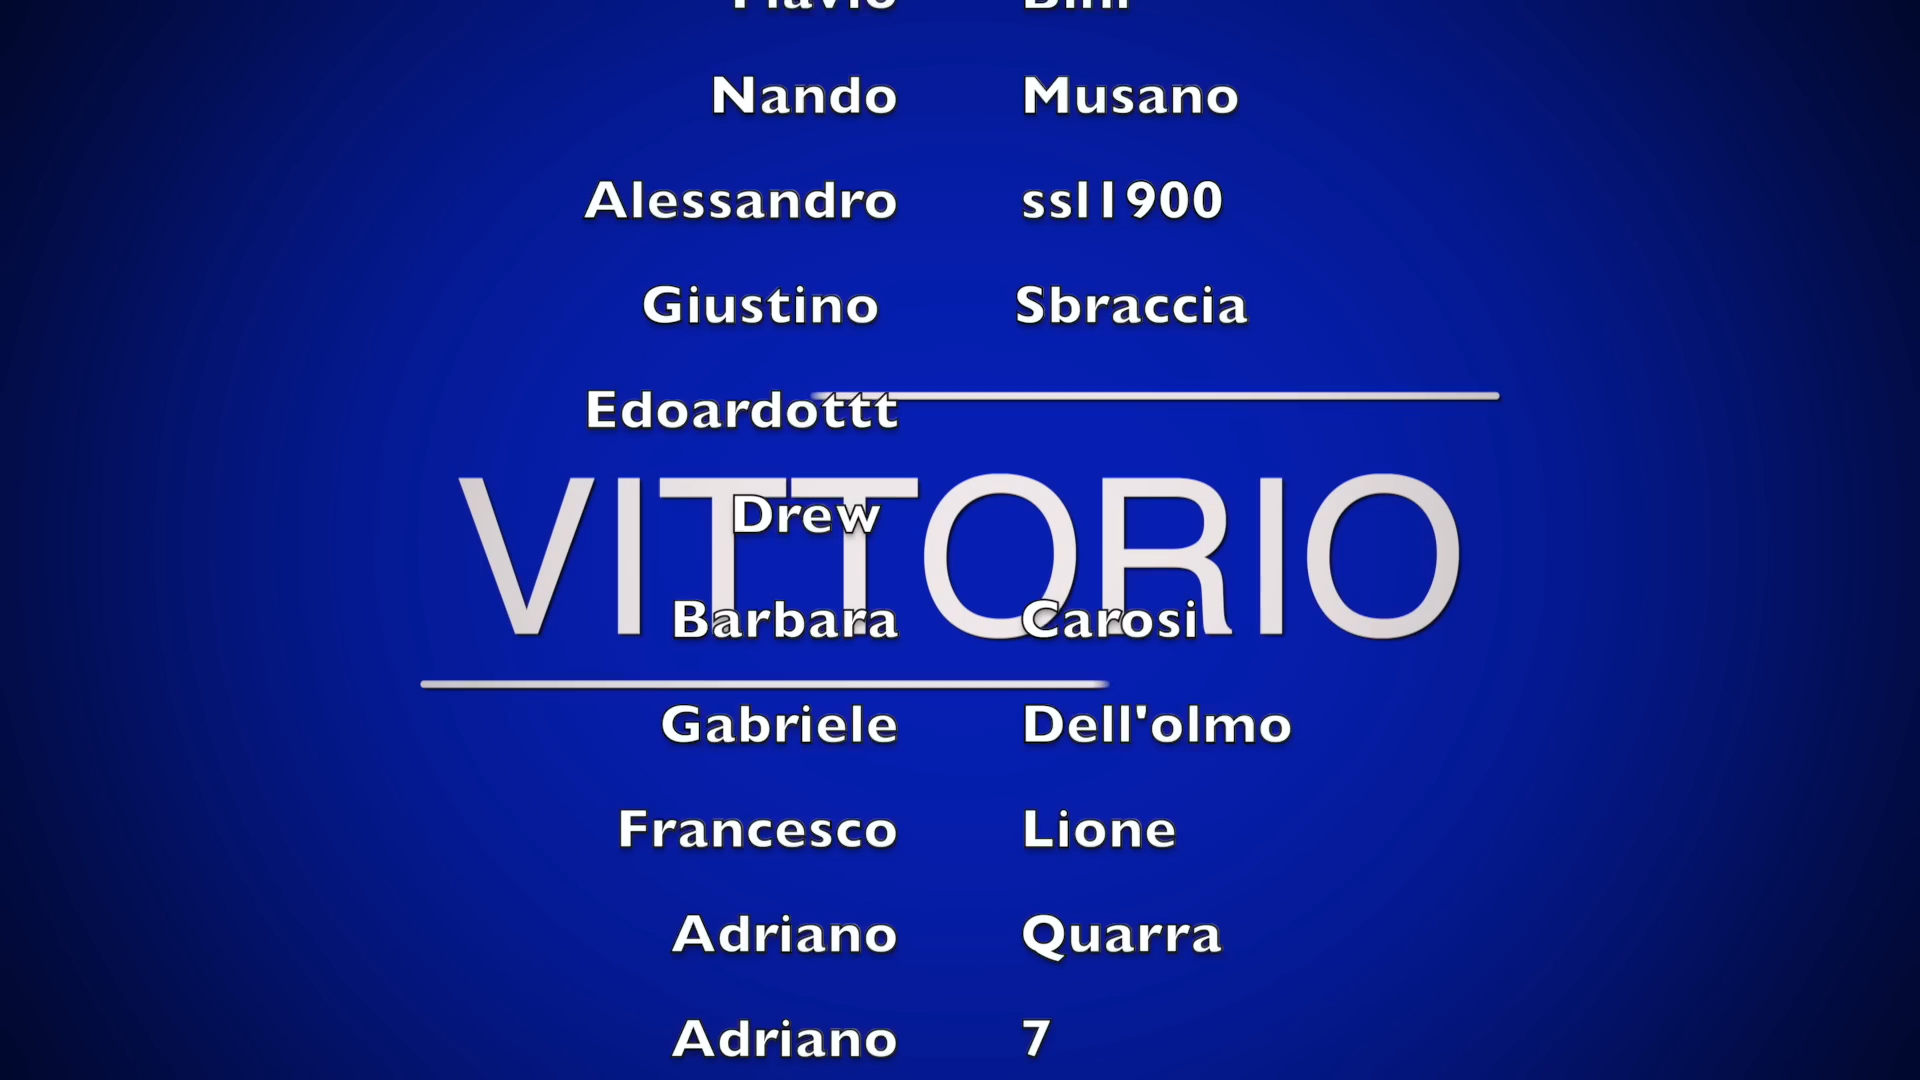 Nando Musano
Alessandro ssl1900
Giustino Sbraccia
Edoardottt
VITTORIO
Drew
Barbara Carosi
Gabriele Dell'olmo
Francesco Lione
Adriano Quarra
Adriano 7